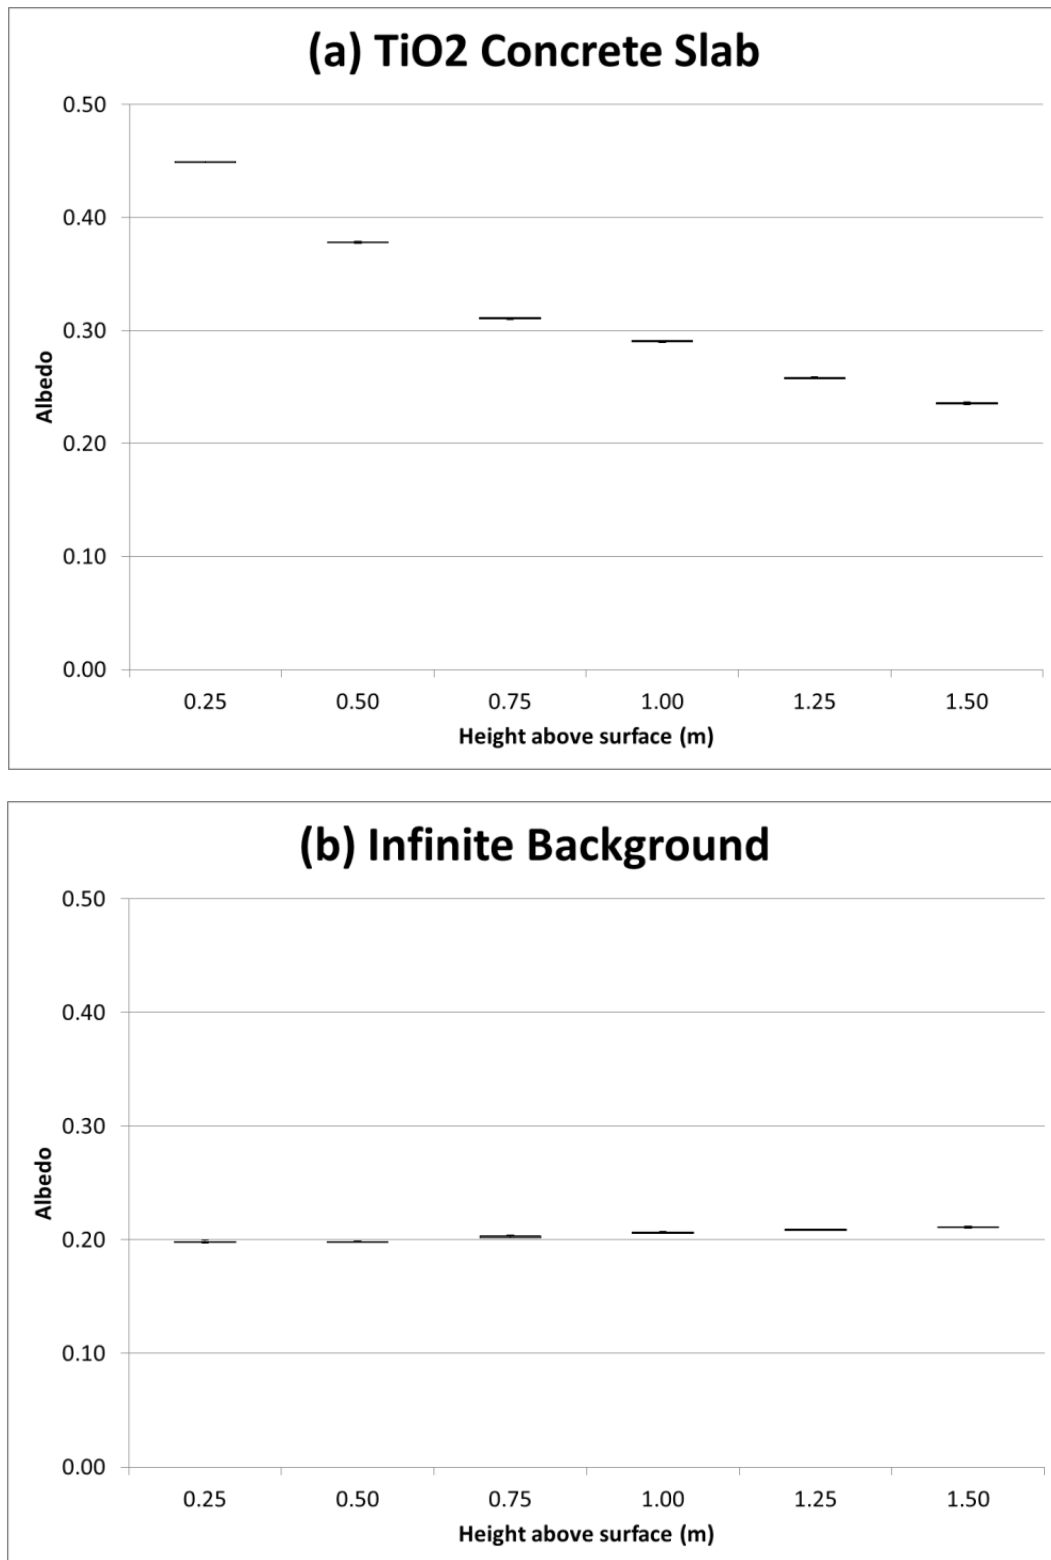 (a) TiO2 Concrete Slab
0.50
0.40
0.30
0.20
0.10
0.00
Albedo
0.25 0.50 0.75 1.00 1.25 1.50
Height above surface (m)
(b) Infinite Background
0.50
0.40
0.30
0.20
0.10
0.00
Albedo
0.25 0.50 0.75 1.00 1.25 1.50
Height above surface (m)